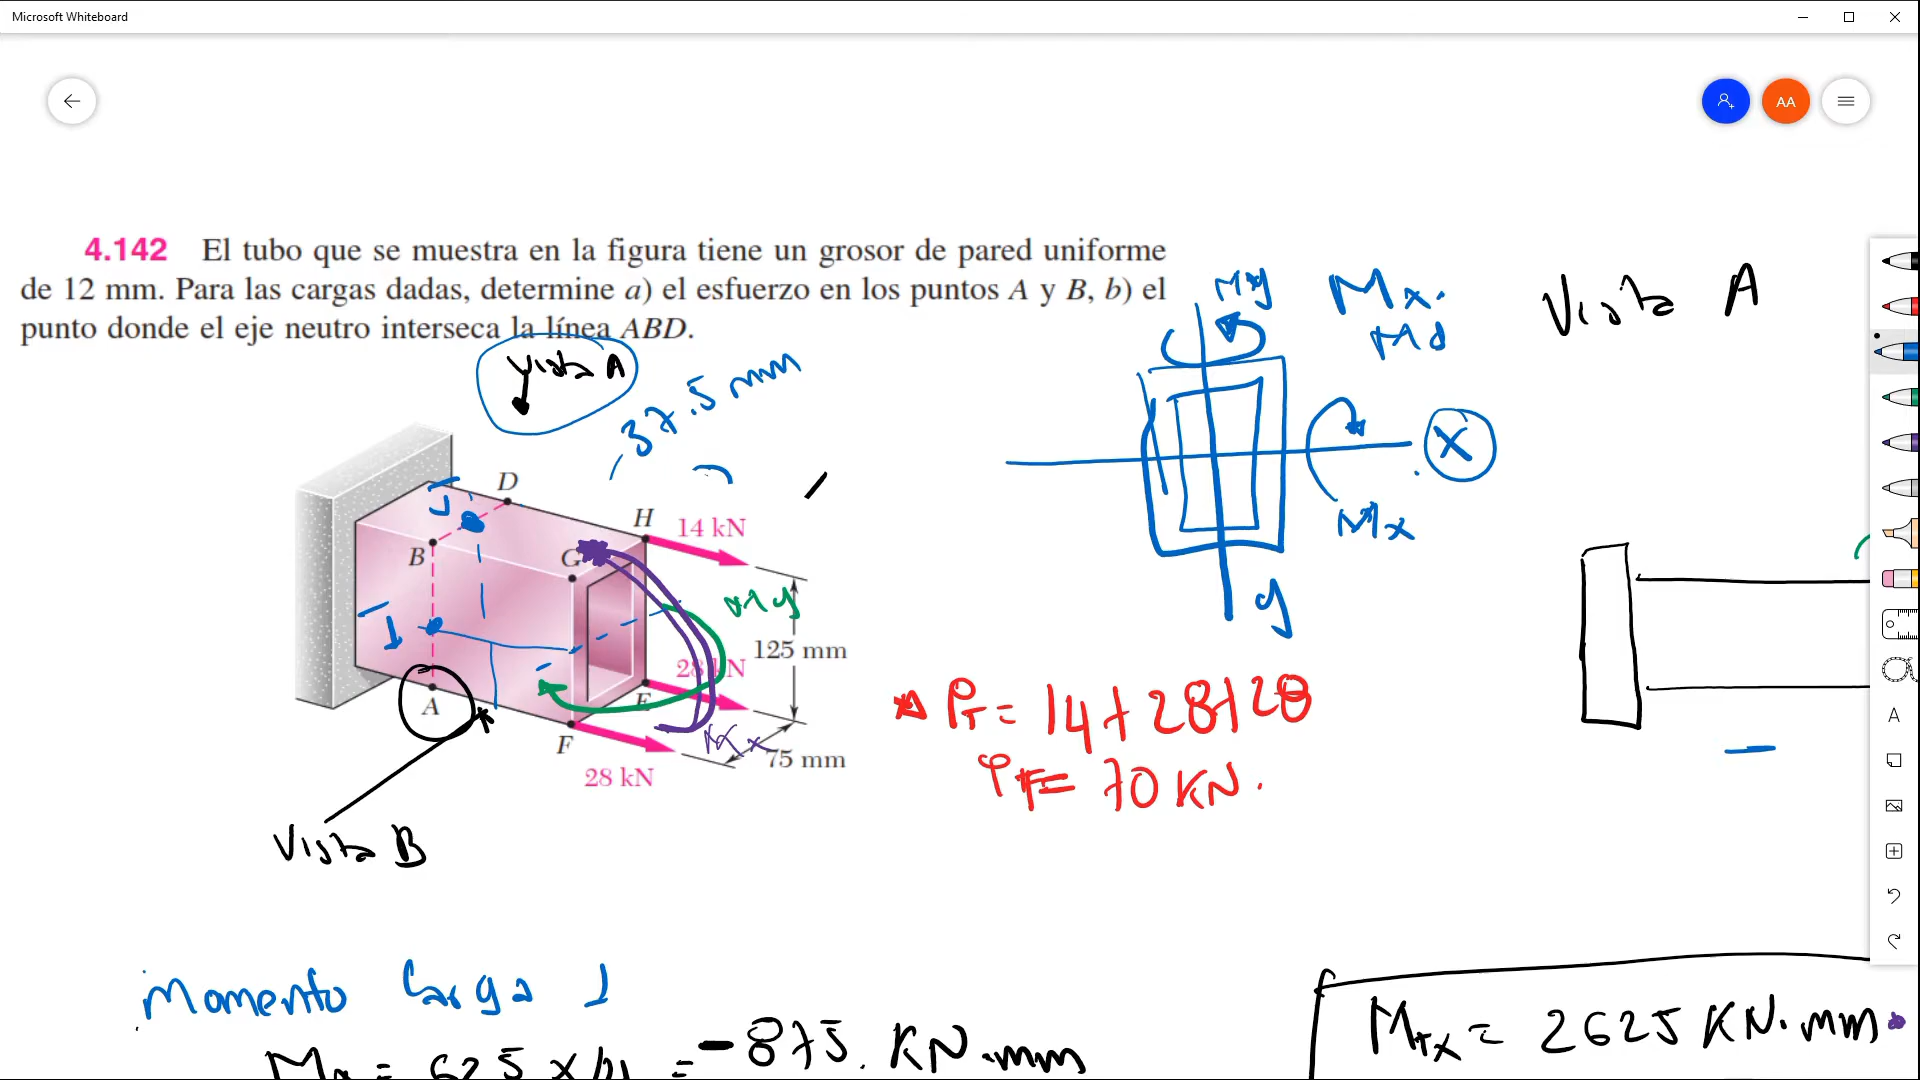 Microsoft Whiteboard
AA
4.142 El tubo que se muestra en la figura tiene un grosor de pared uniforme
de 12 mm. Para las cargas dadas, determine a) el esfuerzo en los puntos A y B, b) el
punto donde el eje neutro interseca la línea ABD.
Vista A
37.5 mm
My
Mx.
Vista A
X
Mx
y
D
H
14 kN
B
G
My
125 mm
28 kN
E
A
F
Mx
75 mm
28 kN
Vista B
PT = 14+28+28
PT = 70 KN.
Momento Carga 1
Mx = 62.5 x 14 = -875. KN.mm
MTx = 2625 KN.mm
A